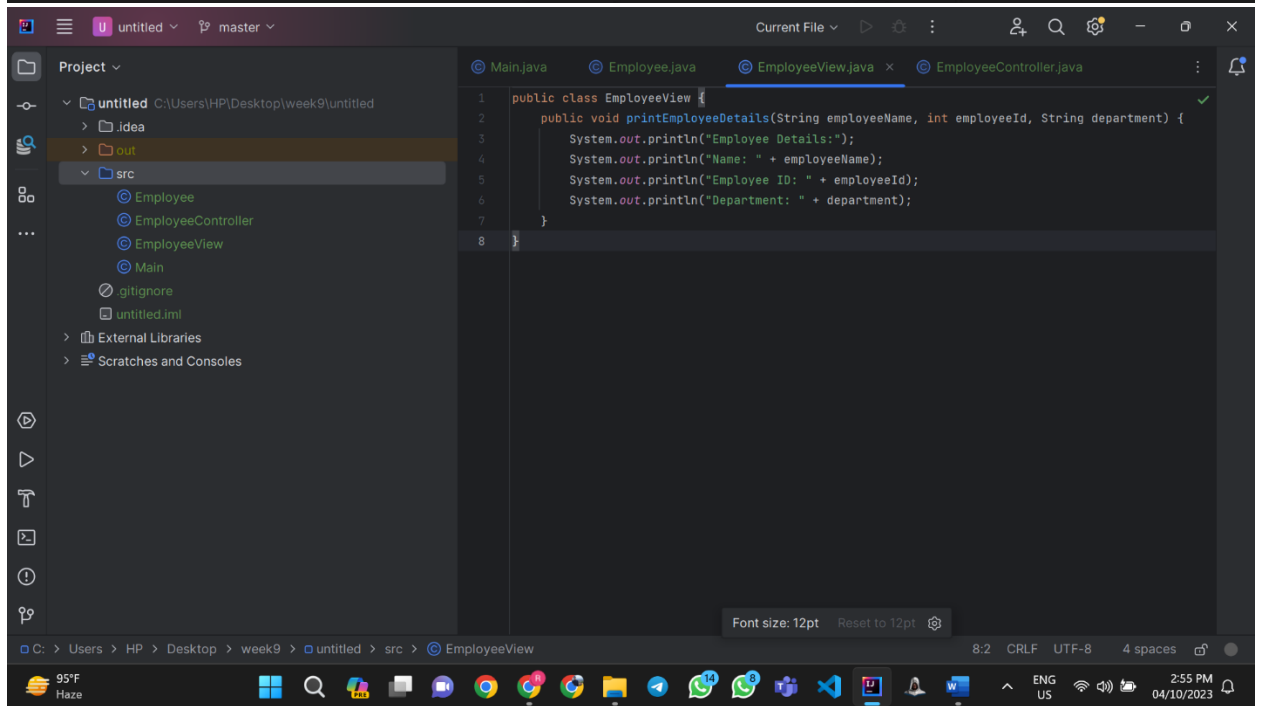 U untitled master Current File
Project
Main.java Employee.java EmployeeView.java EmployeeController.java
untitled C:\Users\HP\Desktop\week9\untitled
.idea
out
src
Employee
EmployeeController
EmployeeView
Main
.gitignore
untitled.iml
External Libraries
Scratches and Consoles
1 public class EmployeeView {
2 public void printEmployeeDetails(String employeeName, int employeeId, String department) {
3 System.out.println("Employee Details:");
4 System.out.println("Name: " + employeeName);
5 System.out.println("Employee ID: " + employeeId);
6 System.out.println("Department: " + department);
7 }
8 }
Font size: 12pt Reset to 12pt
C: > Users > HP > Desktop > week9 > untitled > src > EmployeeView 8:2 CRLF UTF-8 4 spaces
95°F
Haze
PRE
R
14
8
ENG
US
2:55 PM
04/10/2023